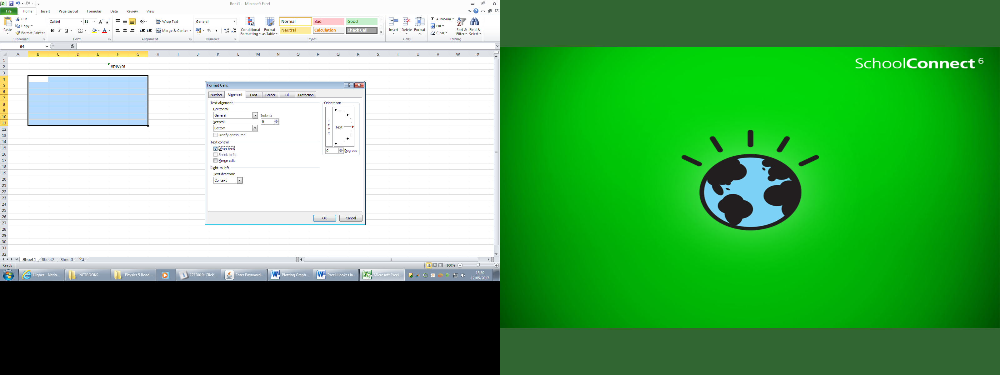 Book1 - Microsoft Excel
File Home Insert Page Layout Formulas Data Review View
Paste
Cut
Copy
Format Painter
Clipboard
Calibri 11
B I U
Font
Wrap Text
Merge & Center
Alignment
General
%
Number
Conditional Formatting
Format as Table
Normal Bad Good
Neutral Calculation Check Cell
Styles
Insert Delete Format
Cells
AutoSum
Fill
Clear
Sort & Filter
Find & Select
Editing
B4 fx
A B C D E F G H I J K L M N O P Q R S T U V W X
1
2 #DIV/0!
3
4
5
6
7
8
9
10
11
12
13
14
15
16
17
18
19
20
21
22
23
24
25
26
27
28
29
30
31
32
Format Cells
Number Alignment Font Border Fill Protection
Text alignment
Horizontal:
General
Indent:
0
Vertical:
Bottom
Justify distributed
Text control
Wrap text
Shrink to fit
Merge cells
Right-to-left
Text direction:
Context
Orientation
Text
Text
0 Degrees
OK Cancel
Sheet1 Sheet2 Sheet3
Ready 100%
Higher – Natio...
NETBOOKS
Physics 5 Road ...
17ED010: Click...
Enter Password...
Plotting Graph...
Excel Hookes la...
Microsoft Excel...
15:50
17/05/2017
SchoolConnect 6